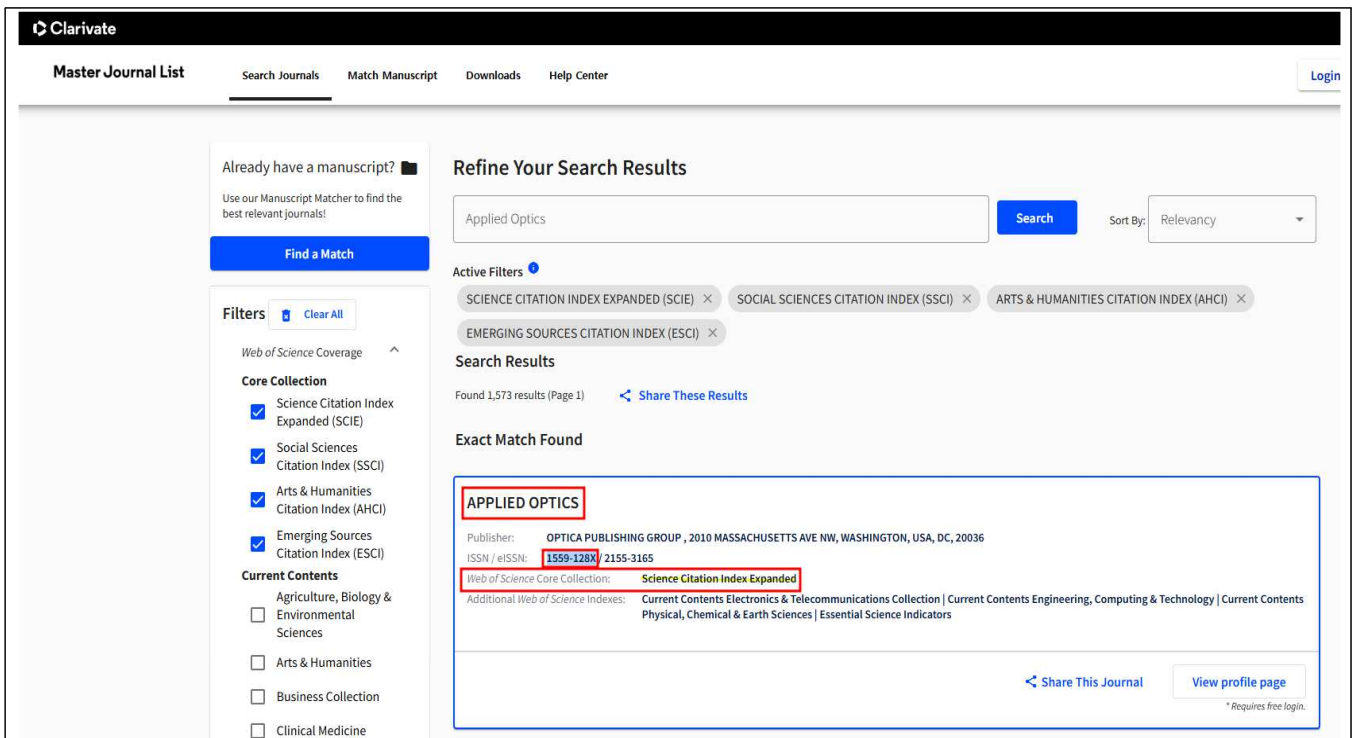 Clarivate
Master Journal List
Search Journals
Match Manuscript
Downloads
Help Center
Login
Already have a manuscript?
Use our Manuscript Matcher to find the
best relevant journals!
Find a Match
Filters
Clear All
Web of Science Coverage
Core Collection
Science Citation Index
Expanded (SCIE)
Social Sciences
Citation Index (SSCI)
Arts & Humanities
Citation Index (AHCI)
Emerging Sources
Citation Index (ESCI)
Current Contents
Agriculture, Biology &
Environmental
Sciences
Arts & Humanities
Business Collection
Clinical Medicine
Refine Your Search Results
Applied Optics
Search
Sort By: Relevancy
Active Filters
SCIENCE CITATION INDEX EXPANDED (SCIE) × SOCIAL SCIENCES CITATION INDEX (SSCI) × ARTS & HUMANITIES CITATION INDEX (AHCI) ×
EMERGING SOURCES CITATION INDEX (ESCI) ×
Search Results
Found 1,573 results (Page 1) Share These Results
Exact Match Found
APPLIED OPTICS
Publisher: OPTICA PUBLISHING GROUP , 2010 MASSACHUSETTS AVE NW, WASHINGTON, USA, DC, 20036
ISSN / eISSN: 1559-128X / 2155-3165
Web of Science Core Collection: Science Citation Index Expanded
Additional Web of Science Indexes: Current Contents Electronics & Telecommunications Collection | Current Contents Engineering, Computing & Technology | Current Contents
Physical, Chemical & Earth Sciences | Essential Science Indicators
Share This Journal
View profile page
* Requires free login.